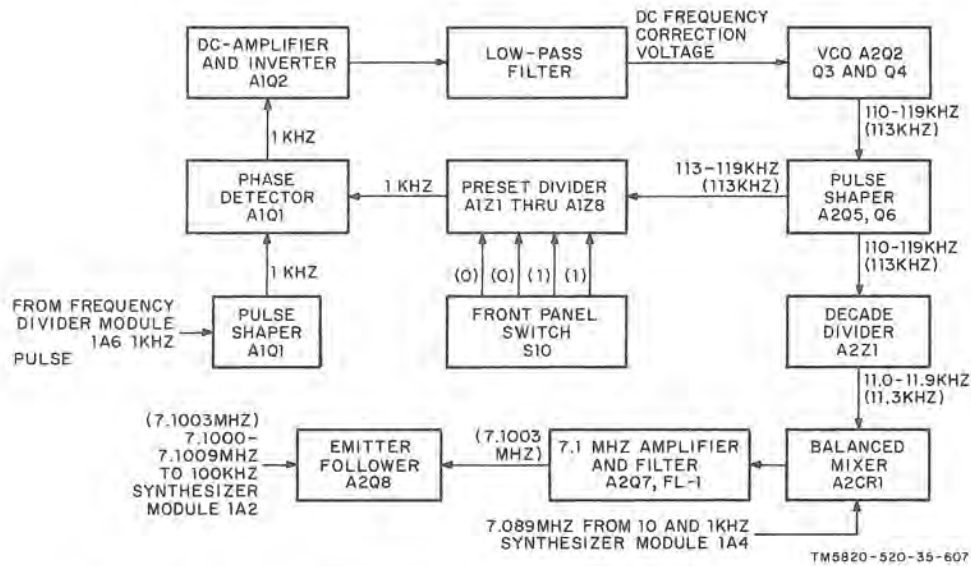 DC-AMPLIFIER
AND INVERTER
A1Q2
LOW-PASS
FILTER
DC FREQUENCY
CORRECTION
VOLTAGE
VCO A2Q2
Q3 AND Q4
1 KHZ
110-119KHZ
(113KHZ)
PHASE
DETECTOR
A1Q1
1 KHZ
PRESET DIVIDER
A1Z1 THRU A1Z8
113-119KHZ
(113KHZ)
PULSE
SHAPER
A2Q5, Q6
1 KHZ
(0) (0) (1) (1)
110-119KHZ
(113KHZ)
FROM FREQUENCY
DIVIDER MODULE
1A6 1KHZ
PULSE
PULSE
SHAPER
A1Q1
FRONT PANEL
SWITCH
S10
DECADE
DIVIDER
A2Z1
11.0-11.9KHZ
(11.3KHZ)
(7.1003MHZ)
7.1000-
7.1009MHZ
TO 100KHZ
SYNTHESIZER
MODULE 1A2
EMITTER
FOLLOWER
A2Q8
(7.1003
MHZ)
7.1 MHZ AMPLIFIER
AND FILTER
A2Q7, FL-1
BALANCED
MIXER
A2CR1
7.089MHZ FROM 10 AND 1KHZ
SYNTHESIZER MODULE 1A4
TM5820-520-35-607